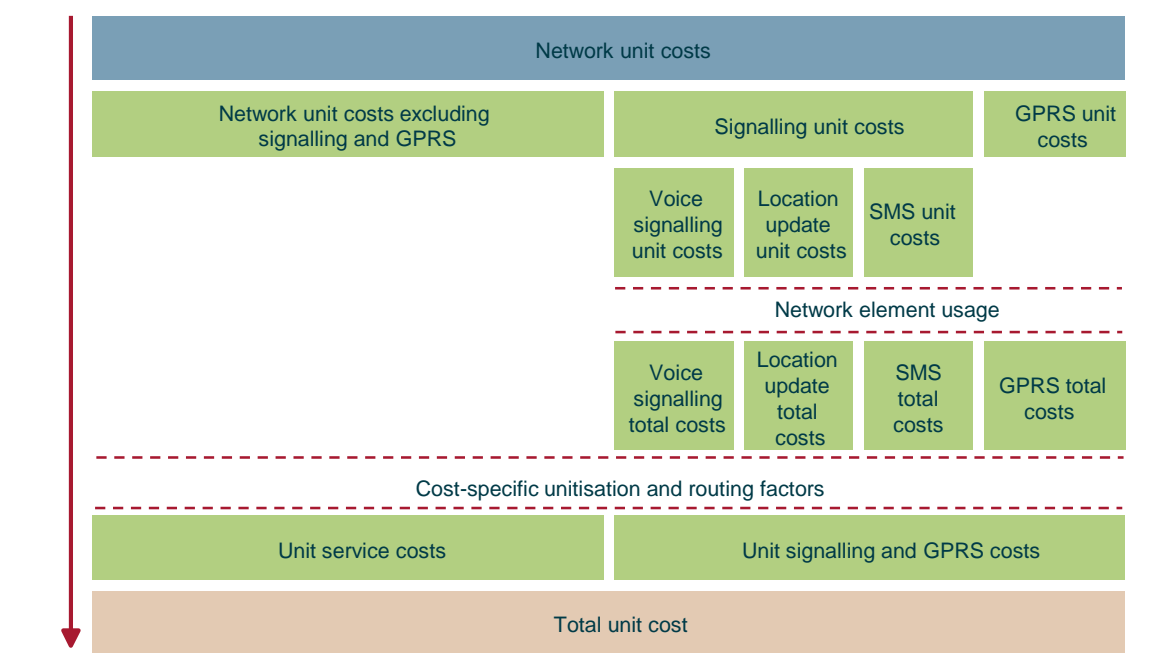 Network unit costs
Network unit costs excluding
signalling and GPRS
Signalling unit costs
GPRS unit
costs
Voice
signalling
unit costs
Location
update
unit costs
SMS unit
costs
Network element usage
Voice
signalling
total costs
Location
update
total
costs
SMS
total
costs
GPRS total
costs
Cost-specific unitisation and routing factors
Unit service costs
Unit signalling and GPRS costs
Total unit cost